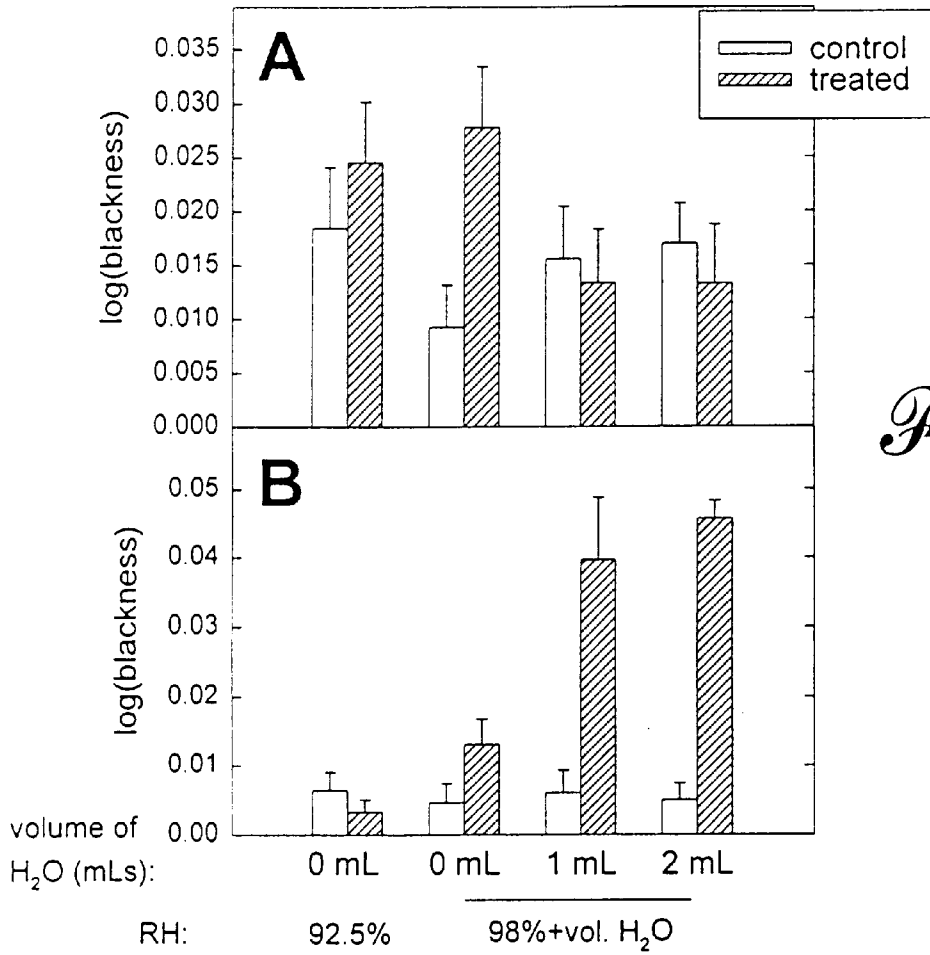 control
treated
A
log(blackness)
0.035
0.030
0.025
0.020
0.015
0.010
0.005
0.000
B
log(blackness)
0.05
0.04
0.03
0.02
0.01
0.00
volume of
H₂O (mLs):
0 mL 0 mL 1 mL 2 mL
RH: 92.5% 98%+vol. H₂O